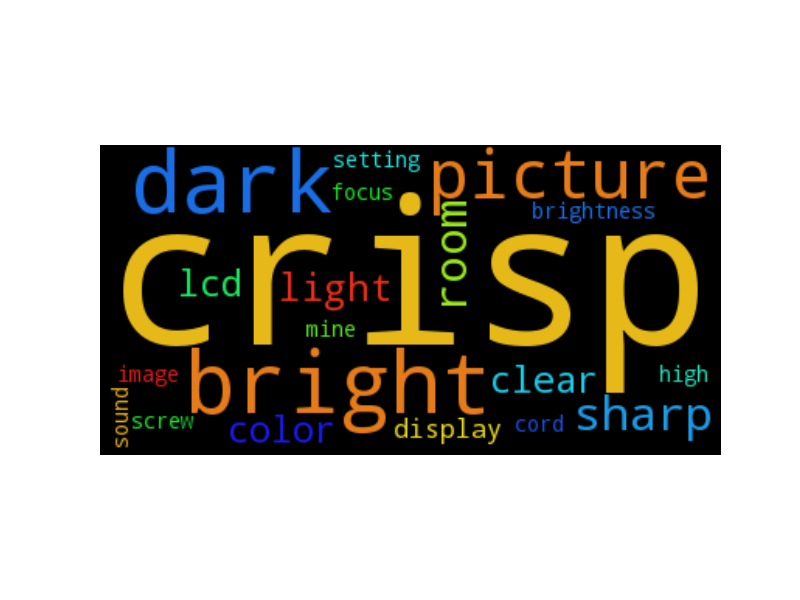 dark
setting
picture
focus
brightness
room
crisp
lcd
light
mine
bright
image
clear
high
sound
screw
color
display
cord
sharp